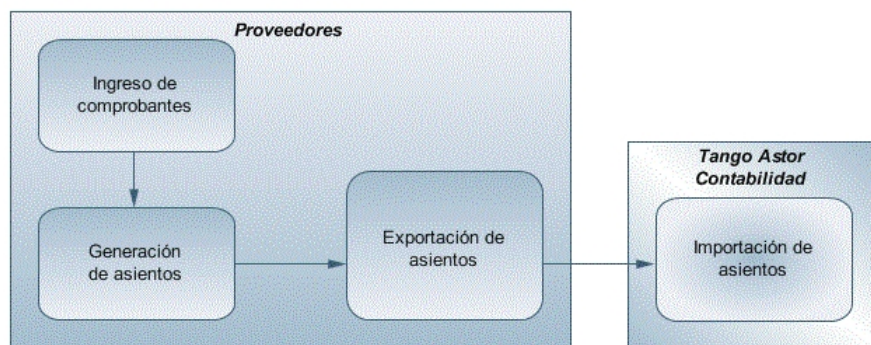 Proveedores
Ingreso de
comprobantes
Generación
de asientos
Exportación de
asientos
Tango Astor
Contabilidad
Importación de
asientos